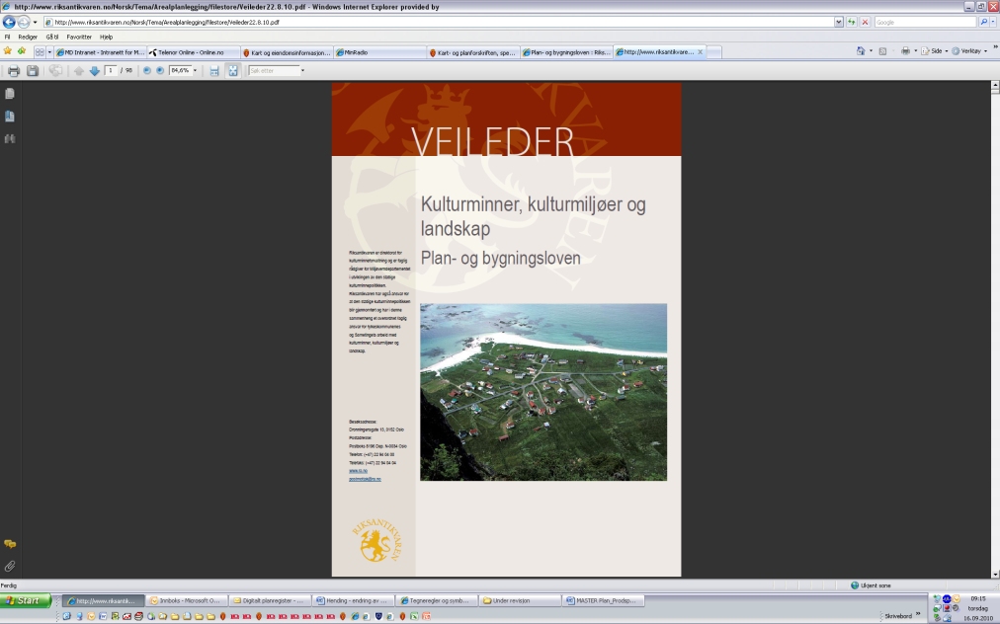 http://www.riksantikvaren.no/Norsk/Tema/Arealplanlegging/filestore/Veileder22.8.10.pdf - Windows Internet Explorer provided by
http://www.riksantikvaren.no/Norsk/Tema/Arealplanlegging/filestore/Veileder22.8.10.pdf
Google
Fil Rediger Gå til Favoritter Hjelp
MD Intranet - Intranett for M... Telenor Online - Online.no Kart og eiendomsinformasjon... MinRadio Kart- og planforskriften, spe... Plan- og bygningsloven : Riks... http://www.riksantikvare...
Side Verktøy
1 / 98 84,6% Søk etter
VEILEDER
RIKSANTIKVAREN
Kulturminner, kulturmiljøer og
landskap
Plan- og bygningsloven
Riksantikvaren er direktorat for
kulturminneforvaltning og er faglig
rådgiver for Miljøverndepartementet
i utviklingen av den statlige
kulturminnepolitikken.
Riksantikvaren har også ansvar for
at den statlige kulturminnepolitikken
blir gjennomført og har i denne
sammenheng et overordnet faglig
ansvar for fylkeskommunenes
og Sametingets arbeid med
kulturminner, kulturmiljøer og
landskap.
Besøksadresse:
Dronningensgate 13, 0152 Oslo
Postadresse:
Postboks 8196 Dep. N-0034 Oslo
Telefon: (+47) 22 94 04 00
Telefaks: (+47) 22 94 04 04
www.ra.no
postmottak@ra.no
RIKSANTIKVAREN
Ferdig
Ukjent sone
Start
http://www.riksantik... Innboks - Microsoft O... Digitalt planregister - ... Hending - endring av ... Tegneregler og symb... Under revisjon MASTER Plan_Prodsp...
Skrivebord
09:15
torsdag
16.09.2010